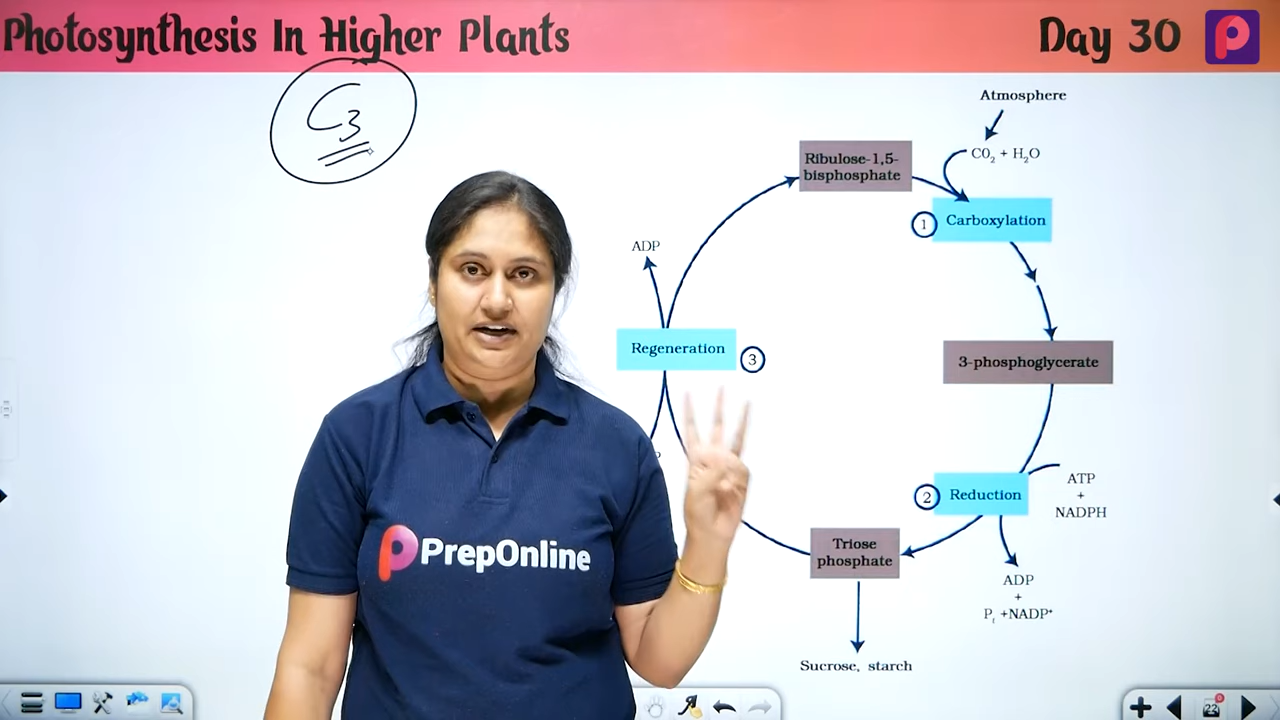 Photosynthesis In Higher Plants
Day 30
C3
Atmosphere
CO₂ + H₂O
Ribulose-1,5-
bisphosphate
1
Carboxylation
ADP
Regeneration
3
3-phosphoglycerate
2
Reduction
ATP
+
NADPH
Triose
phosphate
ADP
+
Pᵢ +NADP⁺
Sucrose, starch
PrepOnline
22